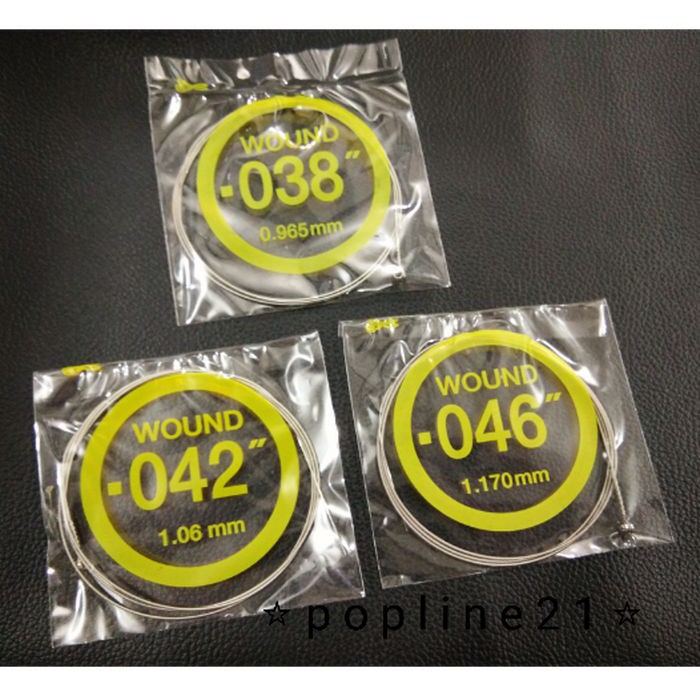 WOUND
.038"
0.965mm
WOUND
.042"
1.06 mm
WOUND
.046"
1.170mm
☆popline21☆